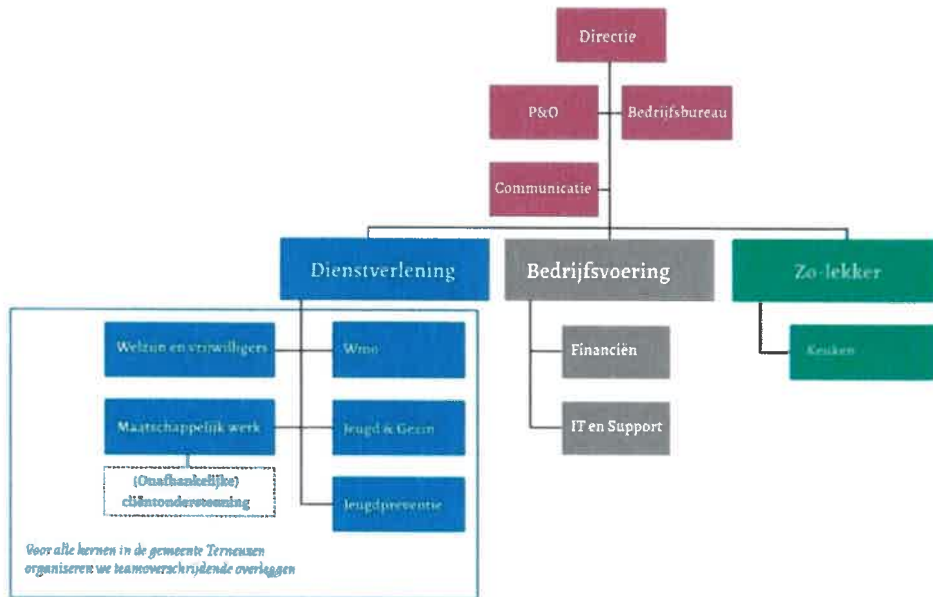 Directie
P&O
Bedrijfsbureau
Communicatie
Dienstverlening
Bedrijfsvoering
Zo-lekker
Welzijn en vrijwilligers
Wmo
Financiën
Keuken
Maatschappelijk werk
Jeugd & Gezin
IT en Support
(Onafhankelijke)
cliëntondersteuning
Jeugdpreventie
Voor alle kernen in de gemeente Terneuzen
organiseren we teamoverschrijdende overleggen